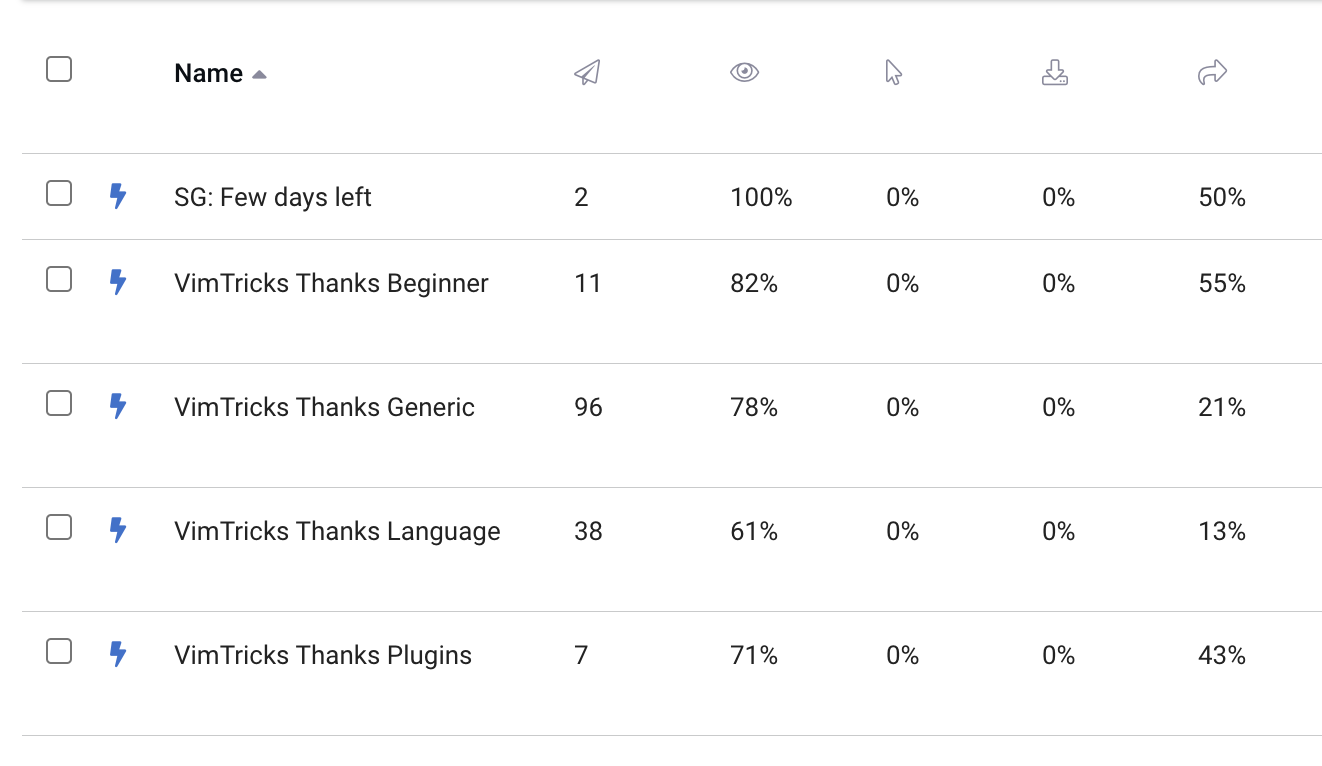 Name
SG: Few days left 2 100% 0% 0% 50%
VimTricks Thanks Beginner 11 82% 0% 0% 55%
VimTricks Thanks Generic 96 78% 0% 0% 21%
VimTricks Thanks Language 38 61% 0% 0% 13%
VimTricks Thanks Plugins 7 71% 0% 0% 43%